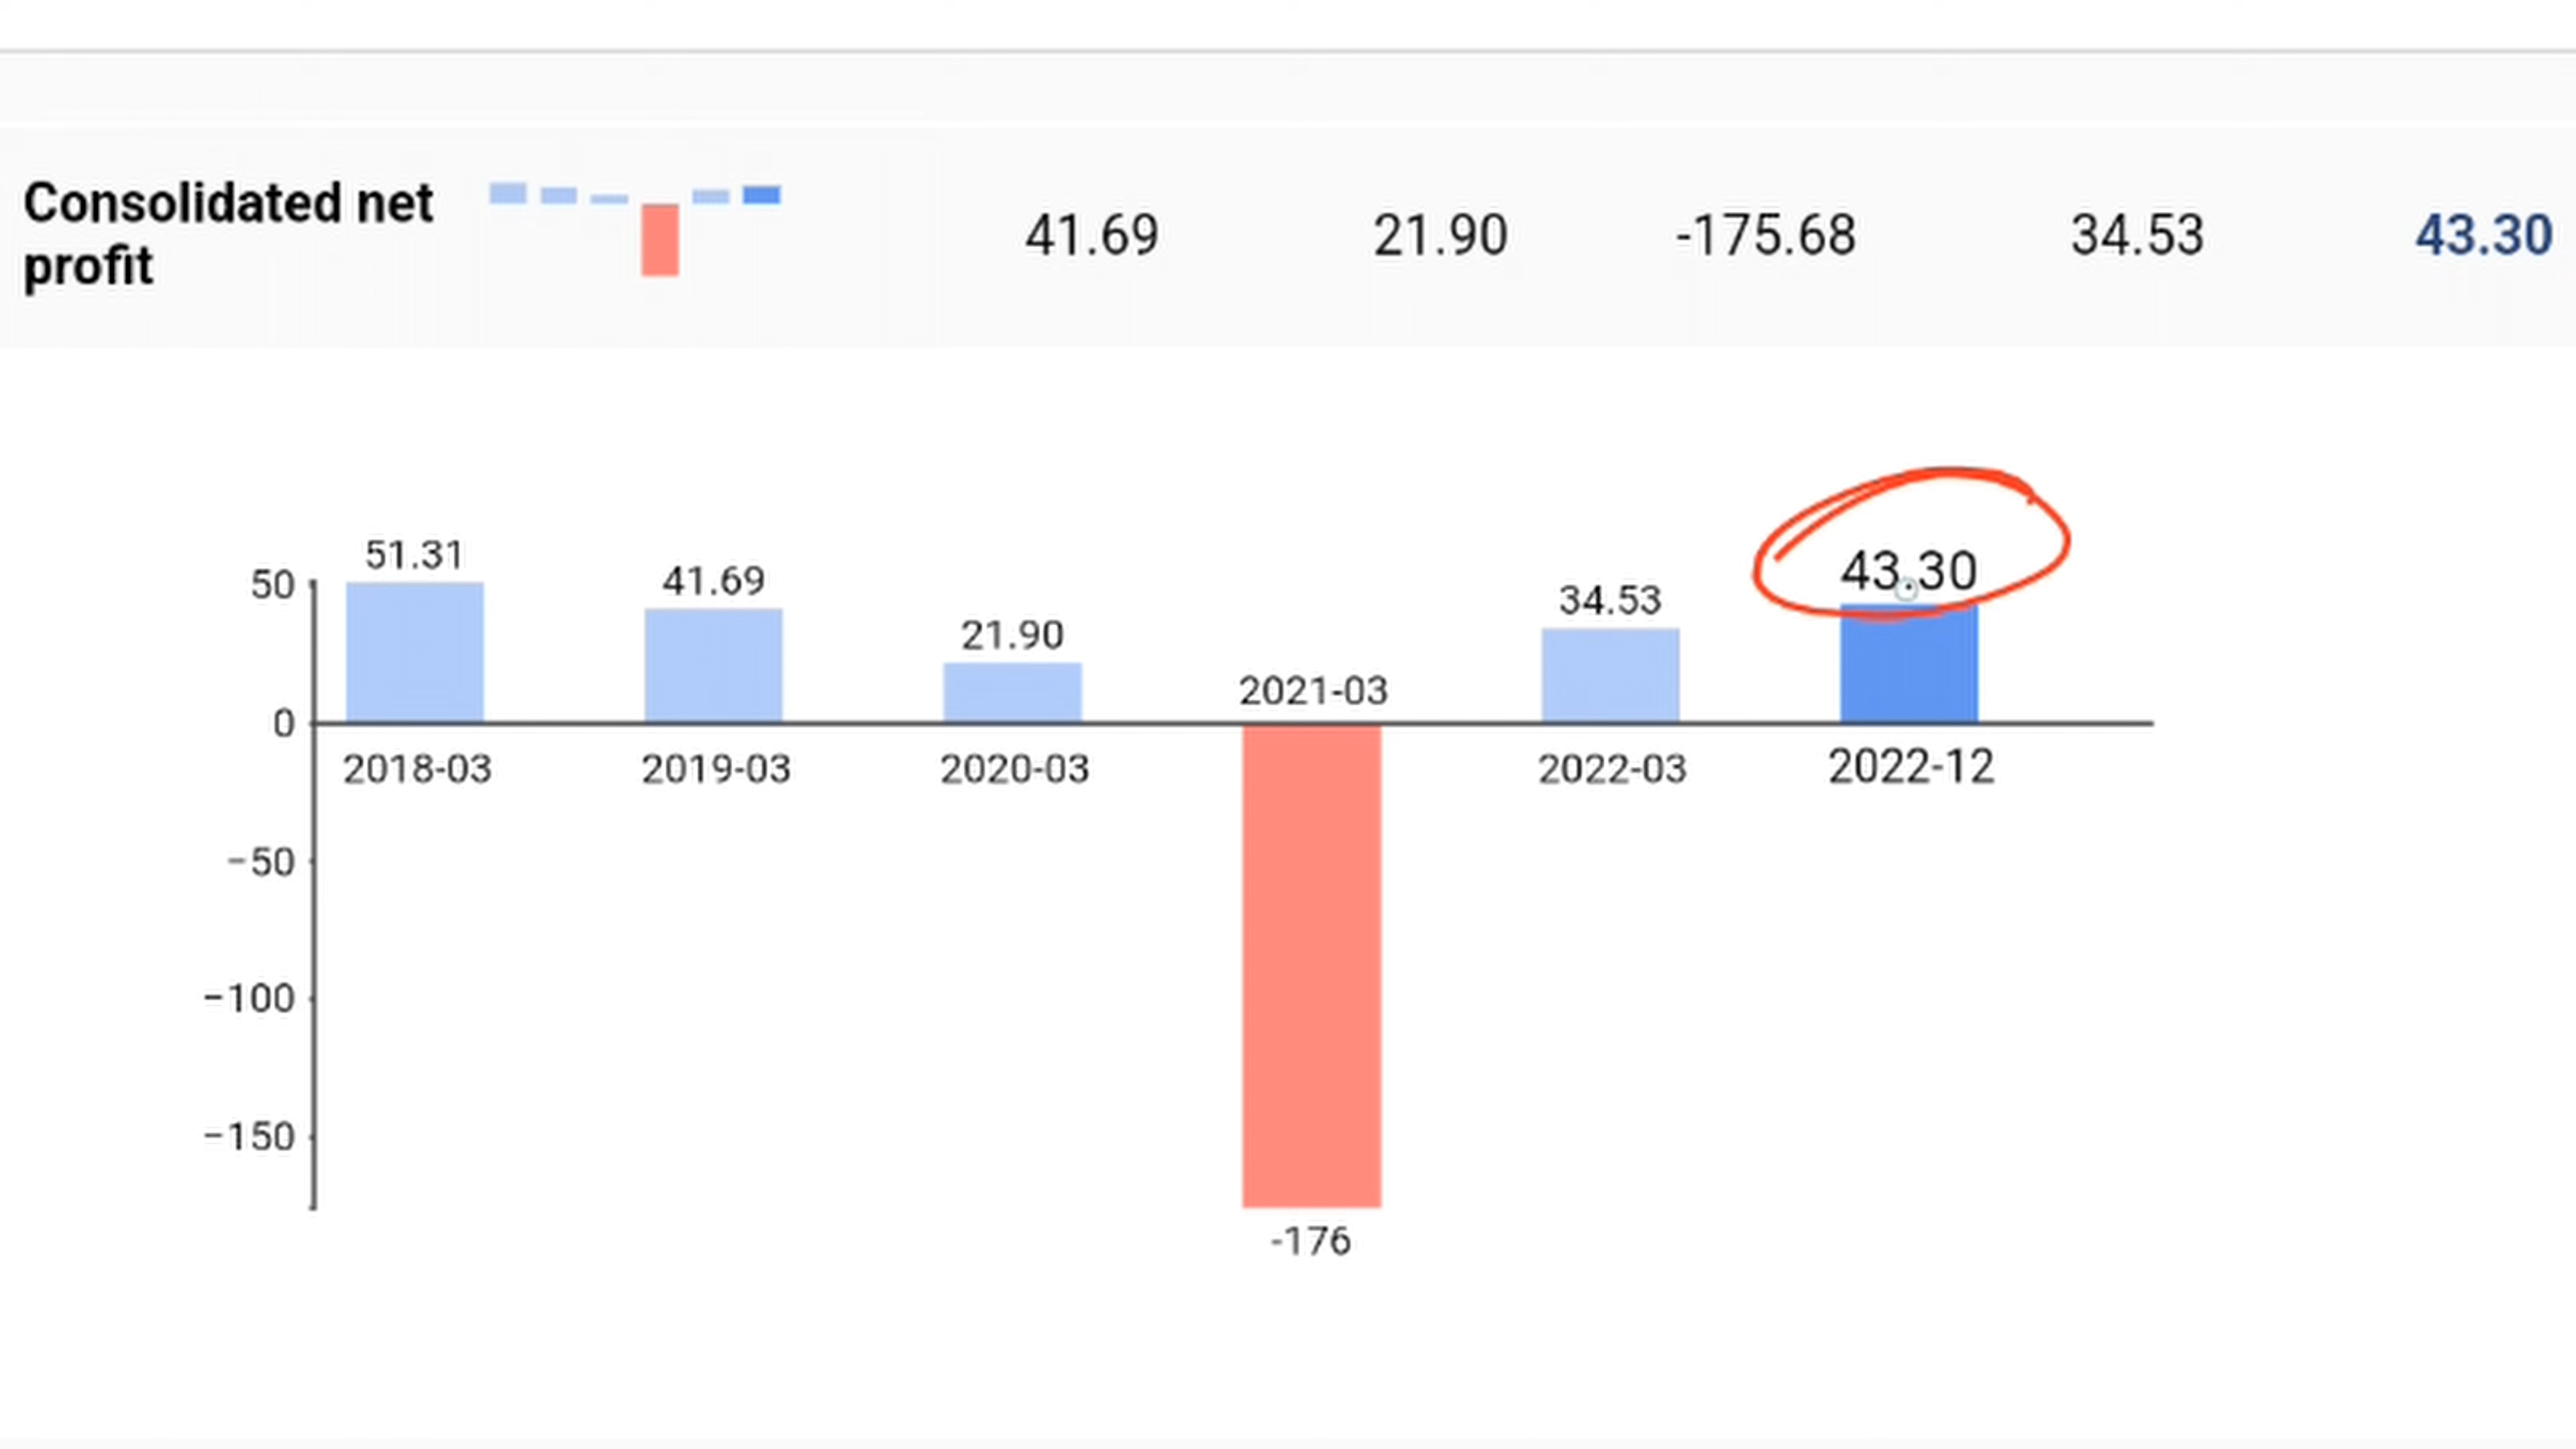 Consolidated net
profit
41.69 21.90 -175.68 34.53 43.30
51.31 41.69 21.90 34.53 43.30
50
0
2021-03
2018-03 2019-03 2020-03 2022-03 2022-12
−50
−100
−150
-176